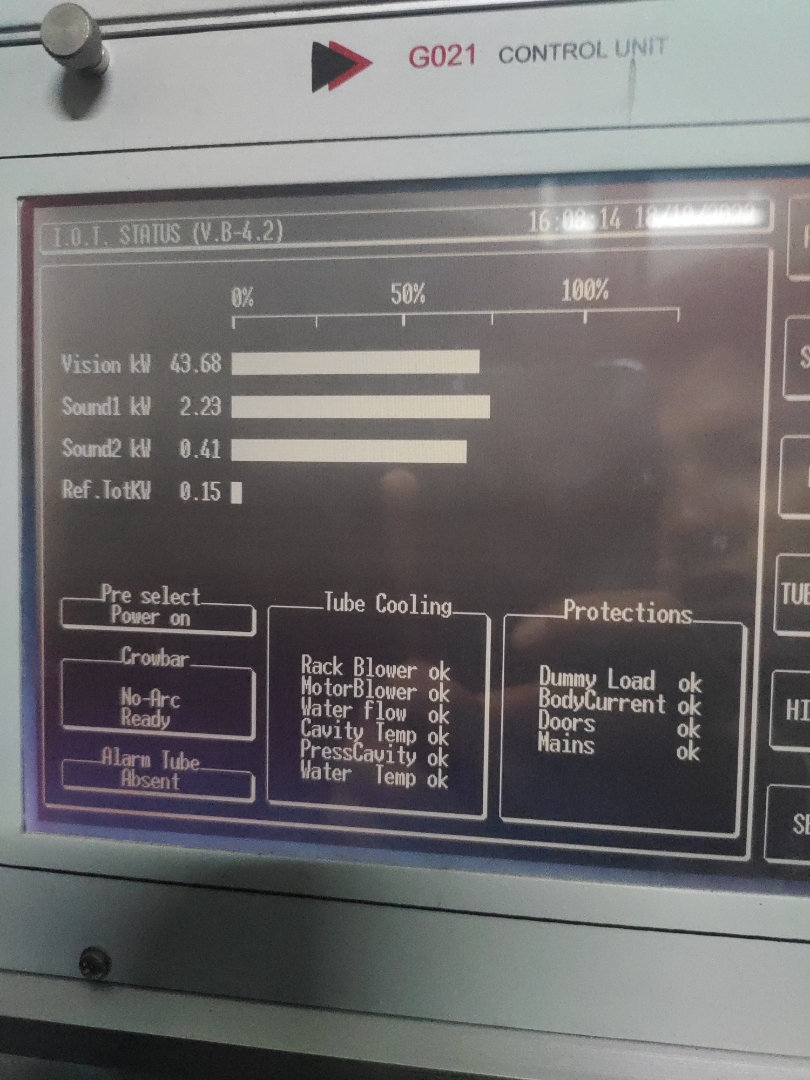 G021 CONTROL UNIT
I.O.T. STATUS (V.B-4.2)
0% 50% 100%
Vision kW 43.68
Sound1 kW 2.23
Sound2 kW 0.41
Ref.TotKW 0.15
Pre select
Power on
Crowbar
No-Arc
Ready
Alarm Tube
Absent
Tube Cooling
Rack Blower ok
MotorBlower ok
Water flow ok
Cavity Temp ok
PressCavity ok
Water Temp ok
Protections
Dummy Load ok
BodyCurrent ok
Doors ok
Mains ok